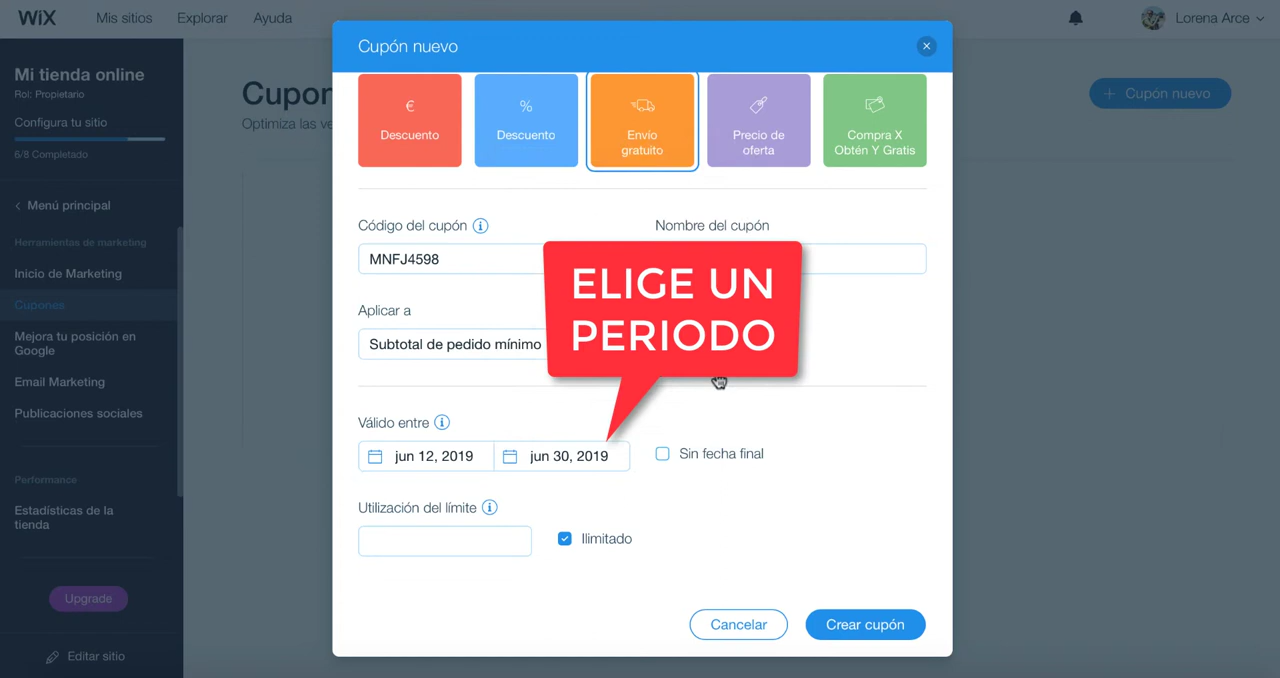 WiX
Mis sitios
Explorar
Ayuda
Lorena Arce
Mi tienda online
Rol: Propietario
Configura tu sitio
6/8 Completado
Menú principal
Herramientas de marketing
Inicio de Marketing
Cupones
Mejora tu posición en
Google
Email Marketing
Publicaciones sociales
Performance
Estadísticas de la
tienda
Upgrade
Editar sitio
Optimiza las
+ Cupón nuevo
Cupón nuevo
€
Descuento
%
Descuento
Envío
gratuito
Precio de
oferta
Compra X
Obtén Y Gratis
Código del cupón
Nombre del cupón
MNFJ4598
ELIGE UN
PERIODO
Aplicar a
Subtotal de pedido mínimo
Válido entre
jun 12, 2019
jun 30, 2019
Sin fecha final
Utilización del límite
Ilimitado
Cancelar
Crear cupón